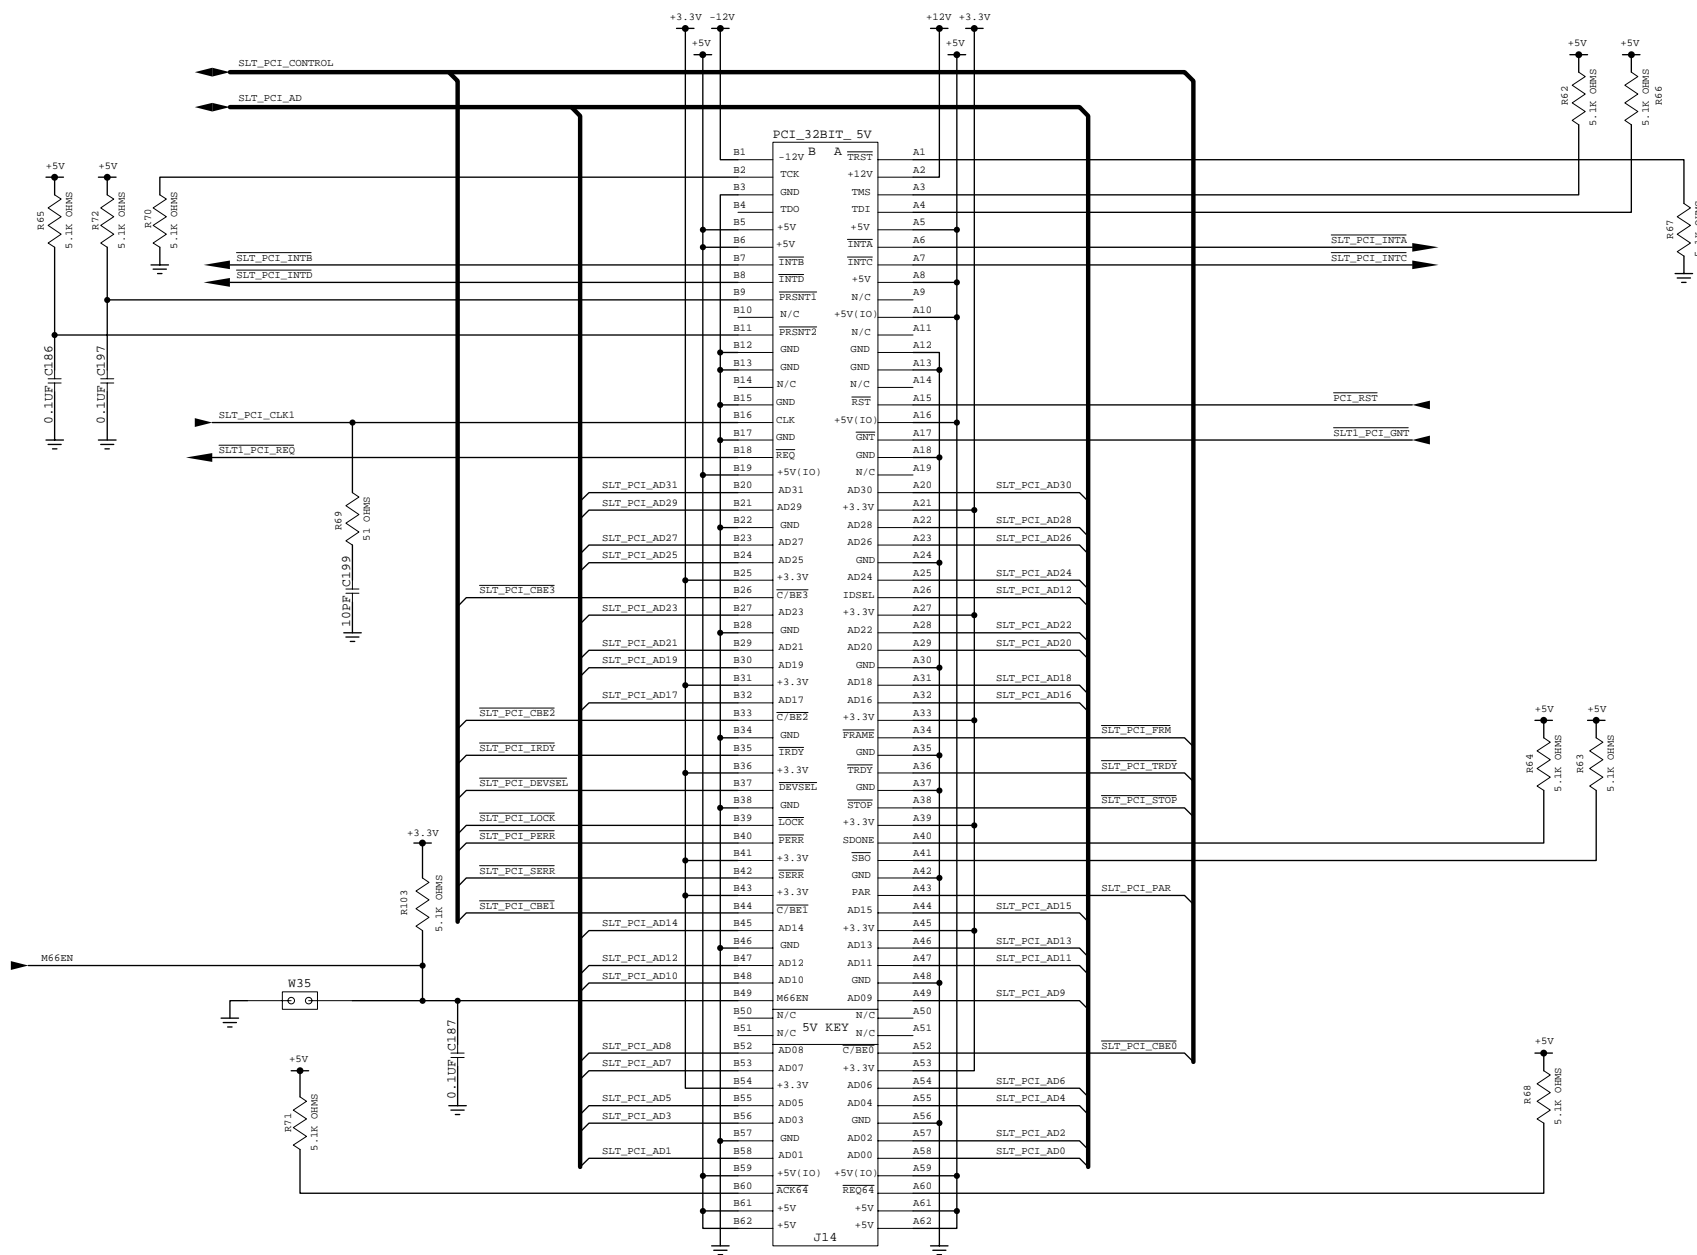 +3.3V -12V
+5V
+12V +3.3V
+5V
+5V
+5V
SLT_PCI_CONTROL
SLT_PCI_AD
R62
5.1K OHMS
R66
5.1K OHMS
PCI_32BIT_ 5V
B A
B1 -12V TRST A1
B2 TCK +12V A2
B3 GND TMS A3
B4 TDO TDI A4
B5 +5V +5V A5
B6 +5V INTA A6 SLT_PCI_INTA
SLT_PCI_INTB B7 INTB INTC A7 SLT_PCI_INTC
SLT_PCI_INTD B8 INTD +5V A8
B9 PRSNT1 N/C A9
B10 N/C +5V(IO) A10
B11 PRSNT2 N/C A11
B12 GND GND A12
B13 GND GND A13
B14 N/C N/C A14
B15 GND RST A15 PCI_RST
SLT_PCI_CLK1 B16 CLK +5V(IO) A16
B17 GND GNT A17 SLT1_PCI_GNT
SLT1_PCI_REQ B18 REQ GND A18
B19 +5V(IO) N/C A19
SLT_PCI_AD31 B20 AD31 AD30 A20 SLT_PCI_AD30
SLT_PCI_AD29 B21 AD29 +3.3V A21
B22 GND AD28 A22 SLT_PCI_AD28
SLT_PCI_AD27 B23 AD27 AD26 A23 SLT_PCI_AD26
SLT_PCI_AD25 B24 AD25 GND A24
B25 +3.3V AD24 A25 SLT_PCI_AD24
SLT_PCI_CBE3 B26 C/BE3 IDSEL A26 SLT_PCI_AD12
SLT_PCI_AD23 B27 AD23 +3.3V A27
B28 GND AD22 A28 SLT_PCI_AD22
SLT_PCI_AD21 B29 AD21 AD20 A29 SLT_PCI_AD20
SLT_PCI_AD19 B30 AD19 GND A30
B31 +3.3V AD18 A31 SLT_PCI_AD18
SLT_PCI_AD17 B32 AD17 AD16 A32 SLT_PCI_AD16
SLT_PCI_CBE2 B33 C/BE2 +3.3V A33
B34 GND FRAME A34 SLT_PCI_FRM
SLT_PCI_IRDY B35 IRDY GND A35
B36 +3.3V TRDY A36 SLT_PCI_TRDY
SLT_PCI_DEVSEL B37 DEVSEL GND A37
B38 GND STOP A38 SLT_PCI_STOP
SLT_PCI_LOCK B39 LOCK +3.3V A39
SLT_PCI_PERR B40 PERR SDONE A40
B41 +3.3V SBO A41
SLT_PCI_SERR B42 SERR GND A42
B43 +3.3V PAR A43 SLT_PCI_PAR
SLT_PCI_CBE1 B44 C/BE1 AD15 A44 SLT_PCI_AD15
SLT_PCI_AD14 B45 AD14 +3.3V A45
B46 GND AD13 A46 SLT_PCI_AD13
SLT_PCI_AD12 B47 AD12 AD11 A47 SLT_PCI_AD11
SLT_PCI_AD10 B48 AD10 GND A48
B49 M66EN AD09 A49 SLT_PCI_AD9
B50 N/C N/C A50
5V KEY
B51 N/C N/C A51
SLT_PCI_AD8 B52 AD08 C/BE0 A52 SLT_PCI_CBE0
SLT_PCI_AD7 B53 AD07 +3.3V A53
B54 +3.3V AD06 A54 SLT_PCI_AD6
SLT_PCI_AD5 B55 AD05 AD04 A55 SLT_PCI_AD4
SLT_PCI_AD3 B56 AD03 GND A56
B57 GND AD02 A57 SLT_PCI_AD2
SLT_PCI_AD1 B58 AD01 AD00 A58 SLT_PCI_AD0
B59 +5V(IO) +5V(IO) A59
B60 ACK64 REQ64 A60
B61 +5V +5V A61
B62 +5V +5V A62
J14
+5V
R65
5.1K OHMS
+5V
R72
5.1K OHMS
R70
5.1K OHMS
R67
0.1UF C186
0.1UF C197
R69
51 OHMS
10PF C199
+5V
R64
5.1K OHMS
+5V
R63
5.1K OHMS
+3.3V
R103
5.1K OHMS
M66EN
W35
0.1UF C187
+5V
R71
5.1K OHMS
+5V
R68
5.1K OHMS